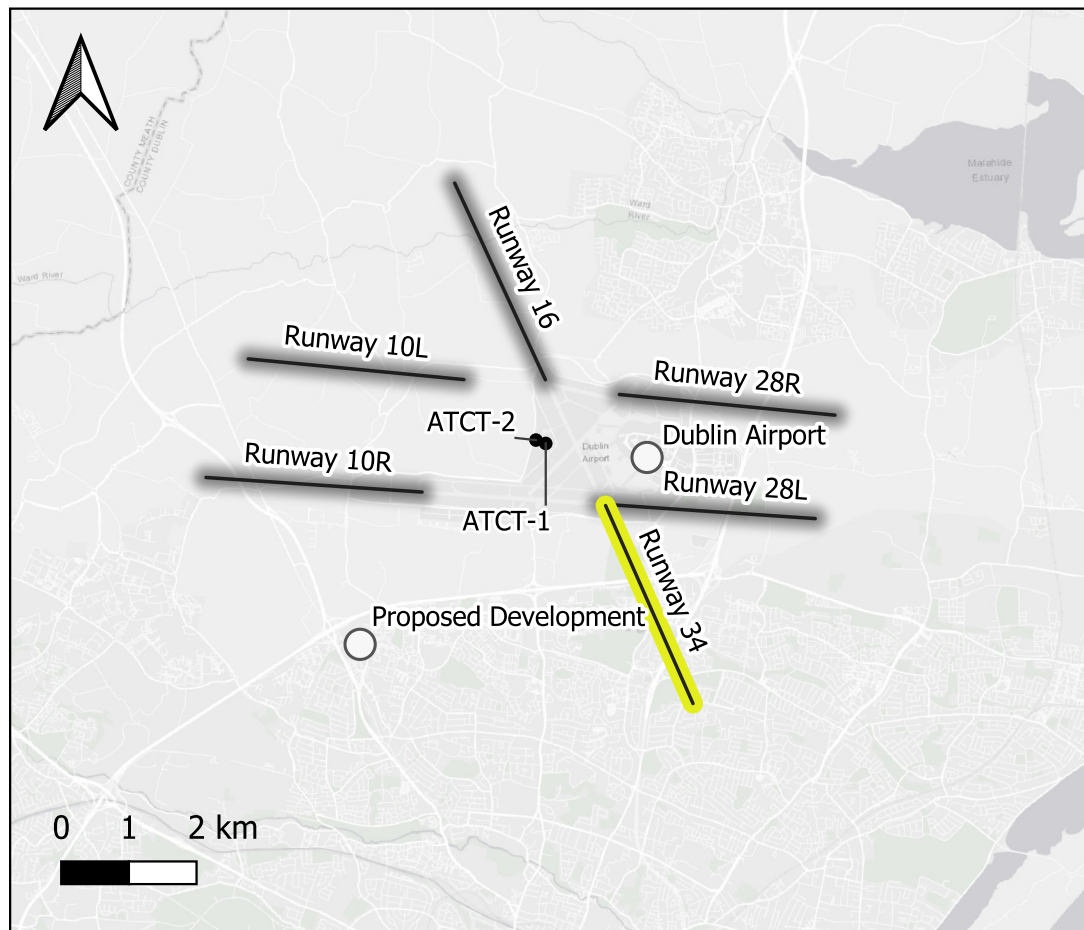 COUNTY MEATH
COUNTY DUBLIN
Malahide
Estuary
Ward
River
Runway 16
Ward River
Runway 10L
Runway 28R
ATCT-2
Dublin Airport
Dublin
Airport
Runway 10R
Runway 28L
ATCT-1
Runway 34
Proposed Development
0 1 2 km